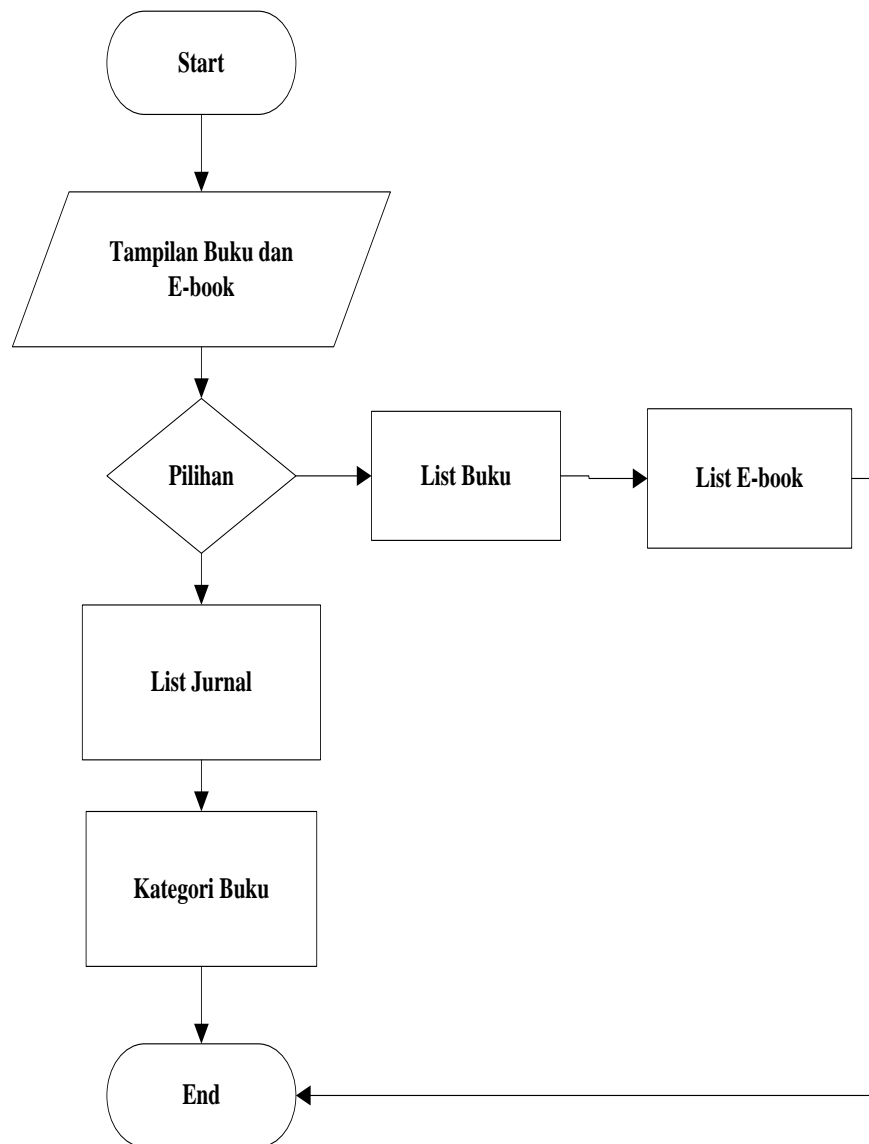 Start
Tampilan Buku dan
E-book
Pilihan
List Buku
List E-book
List Jurnal
Kategori Buku
End